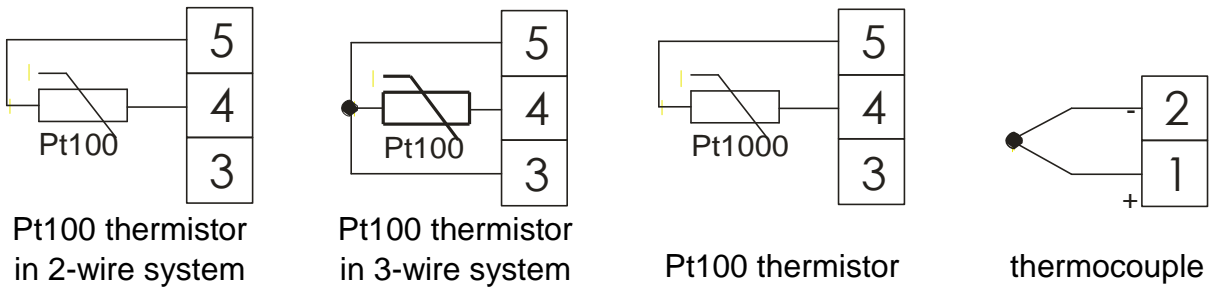 5
4
3
Pt100
Pt100 thermistor
in 2-wire system
5
4
3
Pt100
Pt100 thermistor
in 3-wire system
5
4
3
Pt1000
Pt100 thermistor
-
2
1
+
thermocouple